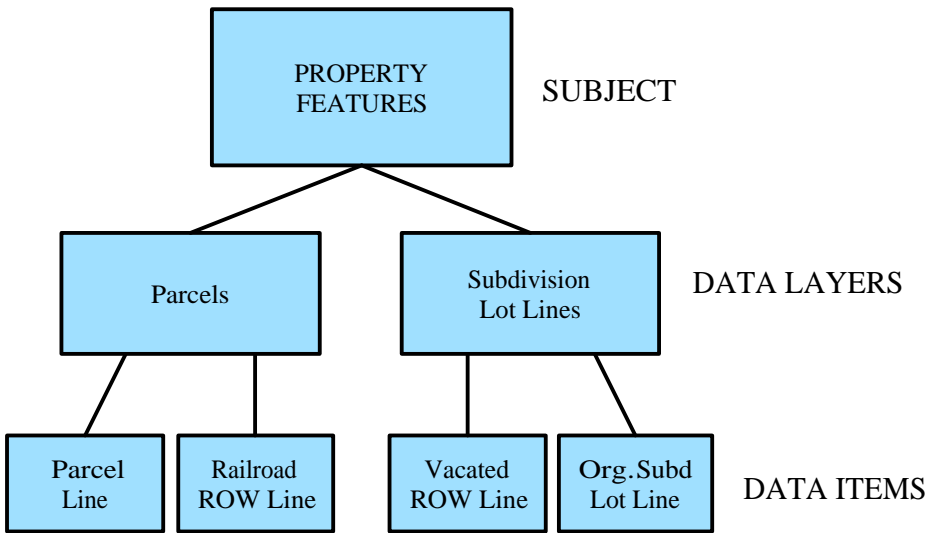 PROPERTY
FEATURES
SUBJECT
Parcels
Subdivision
Lot Lines
DATA LAYERS
Parcel
Line
Railroad
ROW Line
Vacated
ROW Line
Org.Subd
Lot Line
DATA ITEMS